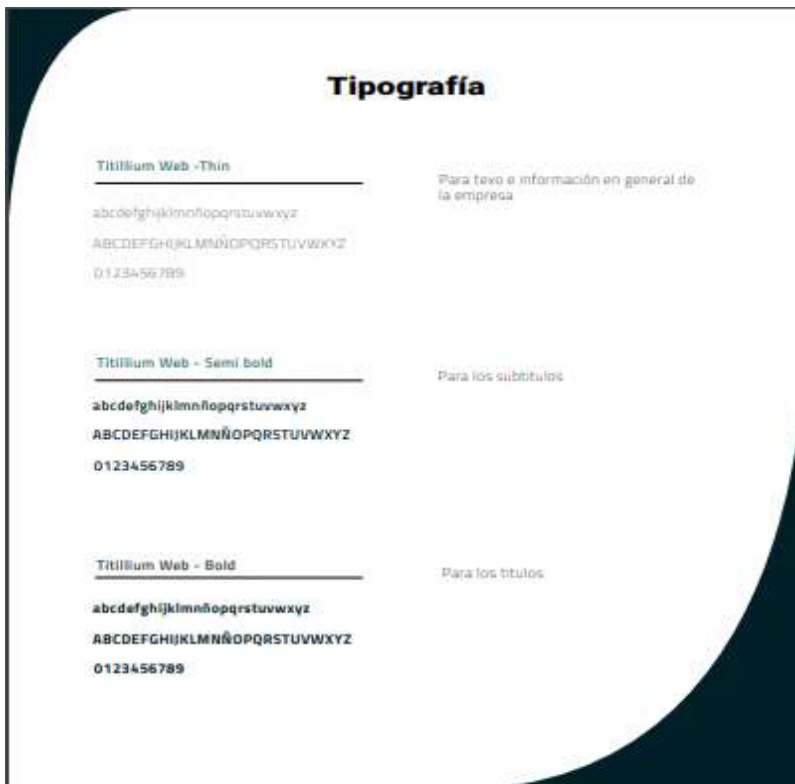 Tipografía
Titillium Web -Thin
Para texo e información en general de
la empresa
abcdefghijklmnñopqrstuvwxyz
ABCDEFGHIJKLMNÑOPQRSTUVWXYZ
0123456789
Titillium Web - Semi bold
Para los subtitulos
abcdefghijklmnñopqrstuvwxyz
ABCDEFGHIJKLMNÑOPQRSTUVWXYZ
0123456789
Titillium Web - Bold
Para los titulos
abcdefghijklmnñopqrstuvwxyz
ABCDEFGHIJKLMNÑOPQRSTUVWXYZ
0123456789